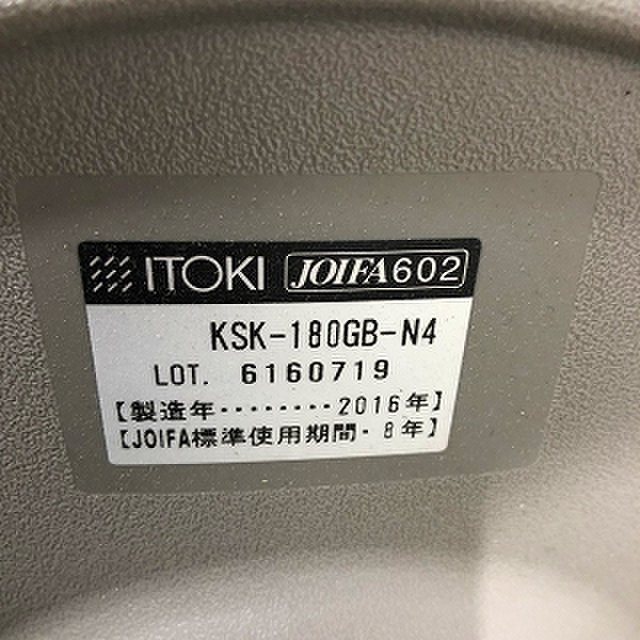 ITOKI JOIFA602
KSK-180GB-N4
LOT. 6160719
【製造年········2016年】
【JOIFA標準使用期間·8年】